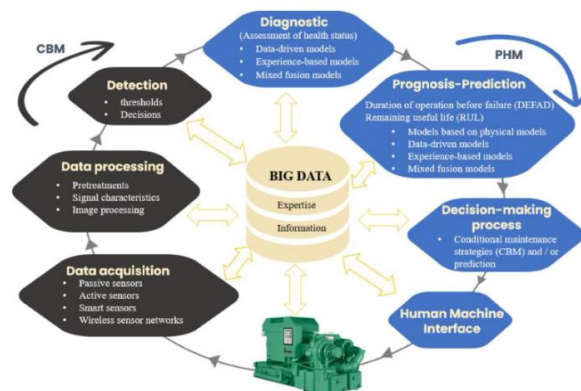 CBM
Diagnostic
(Assessment of health status)
• Data-driven models
• Experience-based models
• Mixed fusion models
PHM
Detection
• thresholds
• Decisions
Prognosis-Prediction
Duration of operation before failure (DEFAD)
Remaining useful life (RUL)
• Models based on physical models
• Data-driven models
• Experience-based models
• Mixed fusion models
Data processing
• Pretreatments
• Signal characteristics
• Image processing
BIG DATA
Expertise
Information
Decision-making
process
• Conditional maintenance
strategies (CBM) and / or
prediction
Data acquisition
• Passive sensors
• Active sensors
• Smart sensors
• Wireless sensor networks
Human Machine
Interface